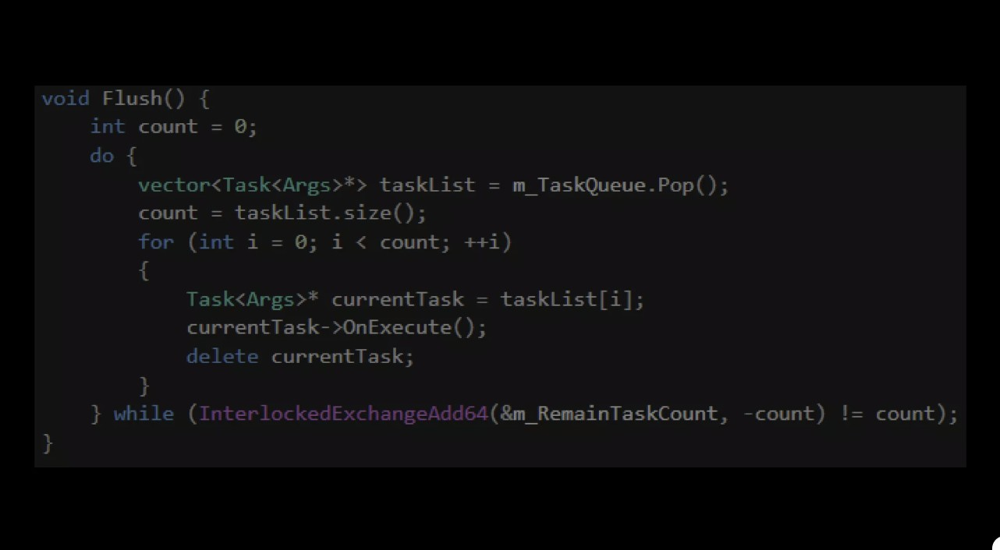 void Flush() {
    int count = 0;
    do {
        vector<Task<Args>*> taskList = m_TaskQueue.Pop();
        count = taskList.size();
        for (int i = 0; i < count; ++i)
        {
            Task<Args>* currentTask = taskList[i];
            currentTask->OnExecute();
            delete currentTask;
        }
    } while (InterlockedExchangeAdd64(&m_RemainTaskCount, -count) != count);
}